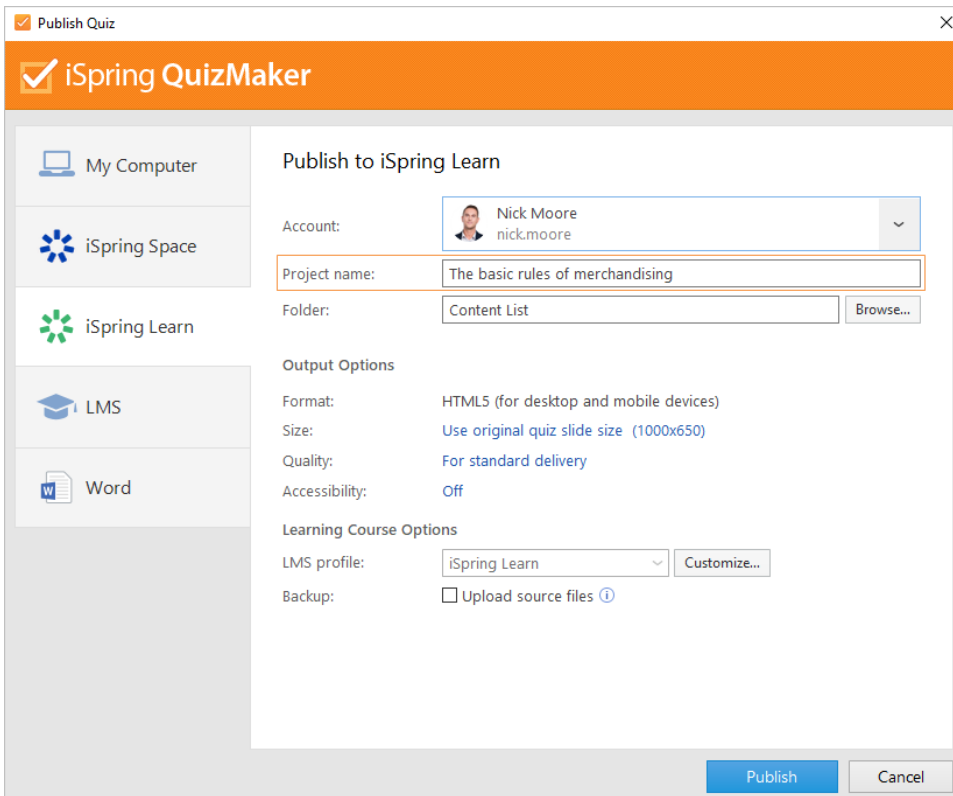 Publish Quiz
iSpring QuizMaker
My Computer
iSpring Space
iSpring Learn
LMS
Word
Publish to iSpring Learn
Account:
Nick Moore
nick.moore
Project name: The basic rules of merchandising
Folder: Content List Browse...
Output Options
Format: HTML5 (for desktop and mobile devices)
Size: Use original quiz slide size (1000x650)
Quality: For standard delivery
Accessibility: Off
Learning Course Options
LMS profile: iSpring Learn Customize...
Backup: Upload source files
Publish Cancel